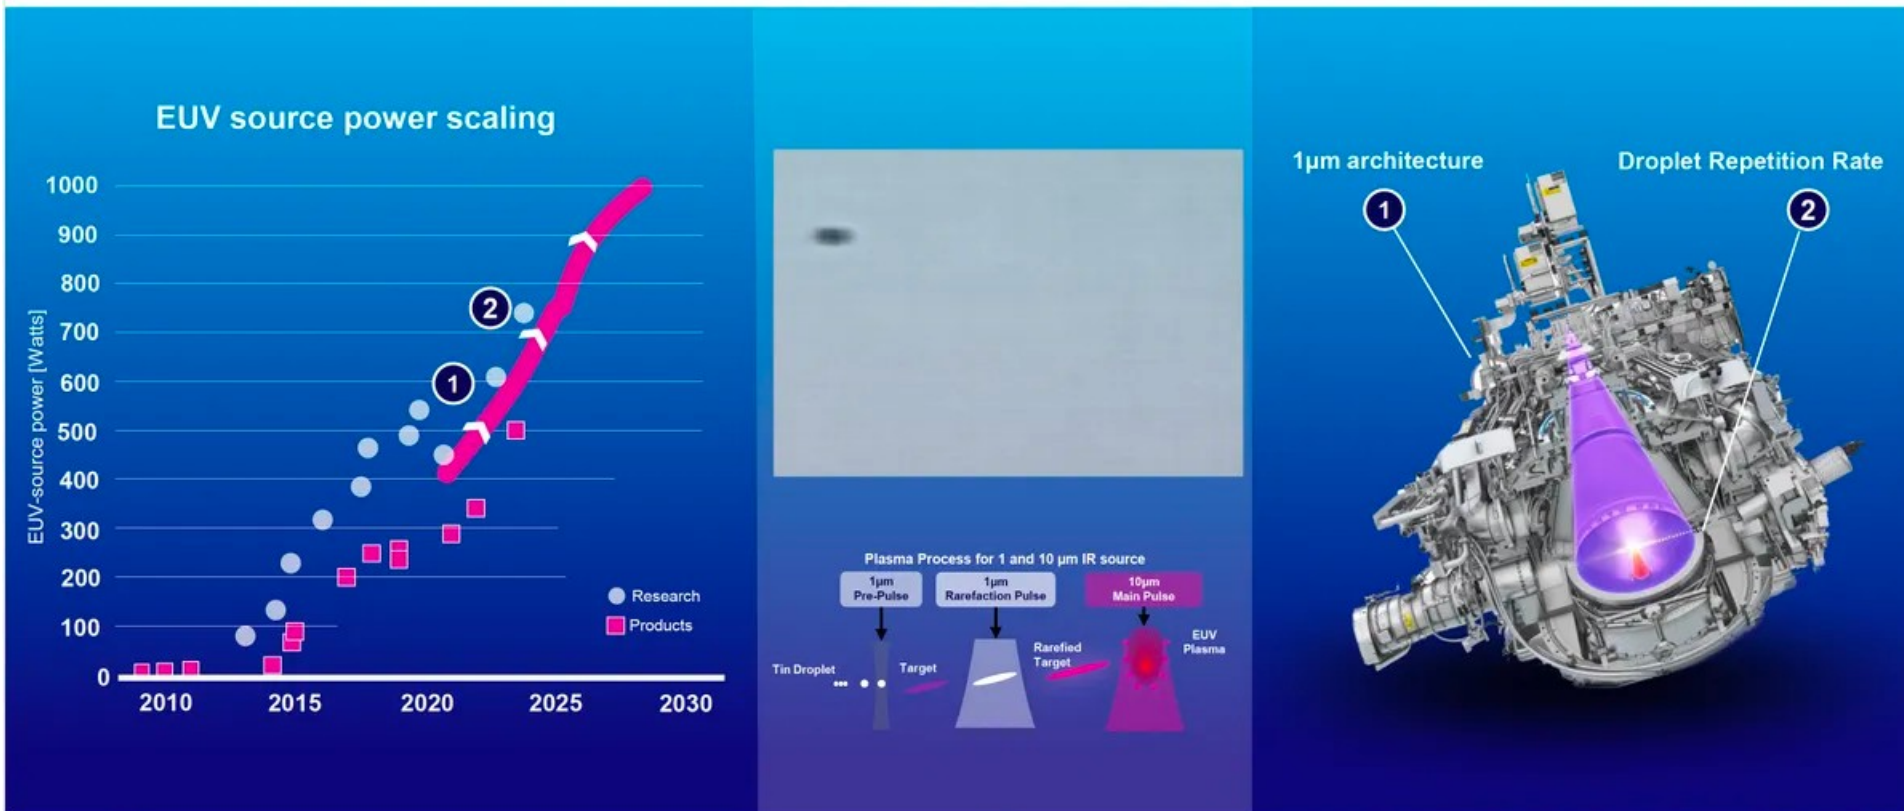 EUV source power scaling
EUV-source power [Watts]
1000
900
800
700
600
500
400
300
200
100
0
2010 2015 2020 2025 2030
2
1
Research
Products
Plasma Process for 1 and 10 μm IR source
1μm
Pre-Pulse
1μm
Rarefaction Pulse
10μm
Main Pulse
Tin Droplet
Target
Rarefied
Target
EUV
Plasma
1μm architecture
1
Droplet Repetition Rate
2